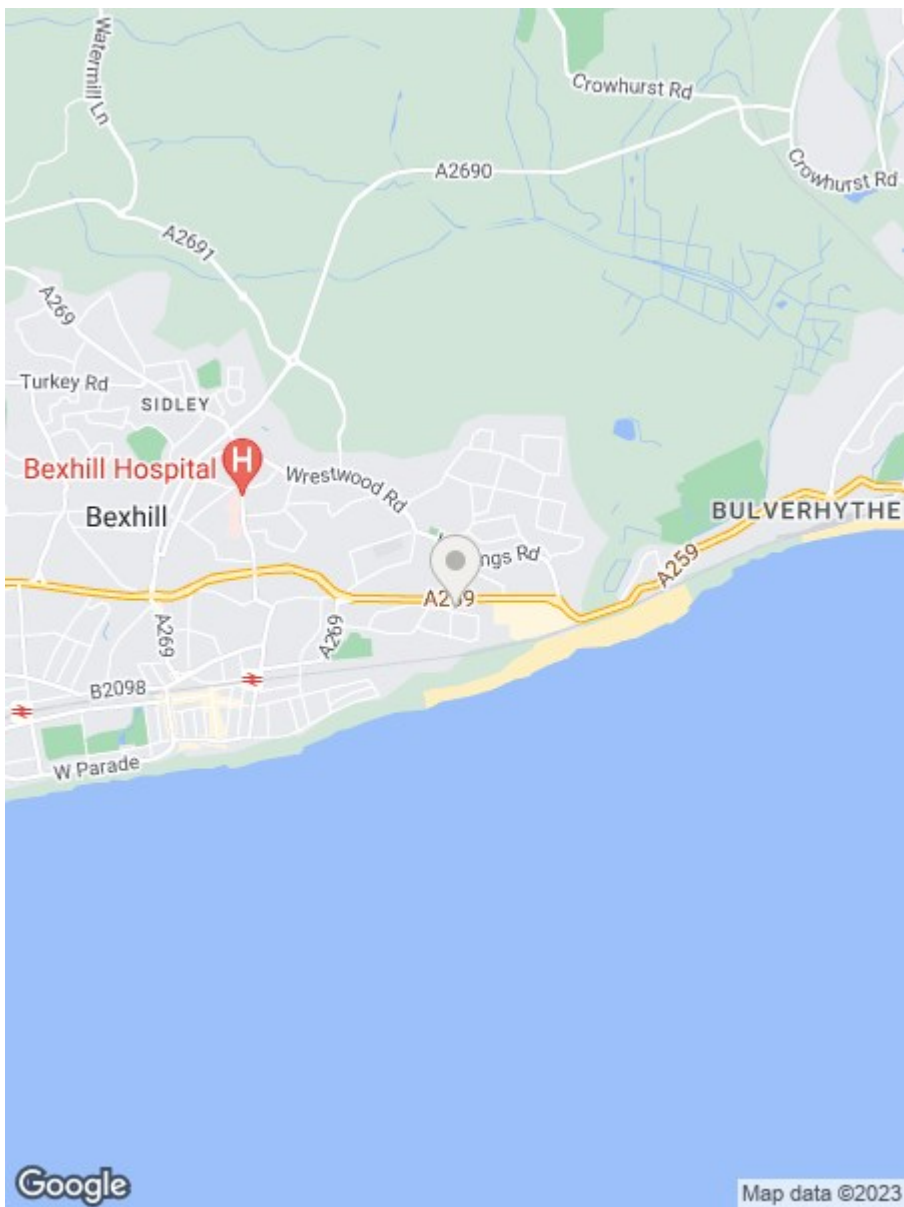 Watermill Ln
Crowhurst Rd
A2690
Crowhurst Rd
A2691
A269
Turkey Rd
SIDLEY
Bexhill Hospital
H
Wrestwood Rd
Bexhill
BULVERHYTHE
A259
A269
A269
B2098
W Parade
Google
Map data ©2023